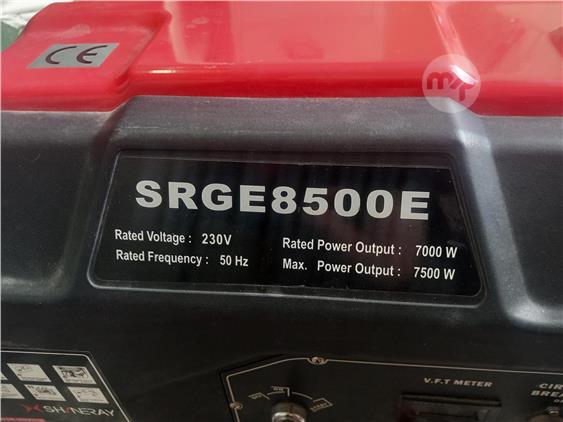 CE
SRGE8500E
Rated Voltage : 230V
Rated Frequency : 50 Hz
Rated Power Output : 7000 W
Max. Power Output : 7500 W
SHINERAY
V.F.T METER
START